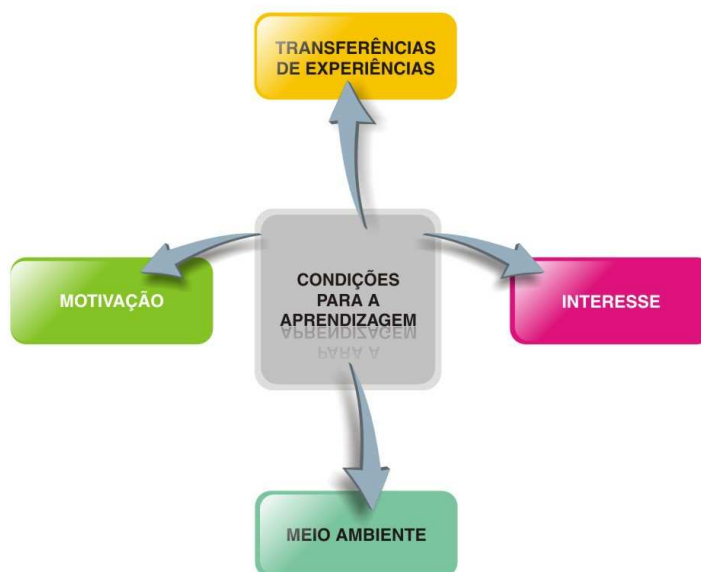 TRANSFERÊNCIAS
DE EXPERIÊNCIAS
MOTIVAÇÃO
CONDIÇÕES
PARA A
APRENDIZAGEM
INTERESSE
MEIO AMBIENTE